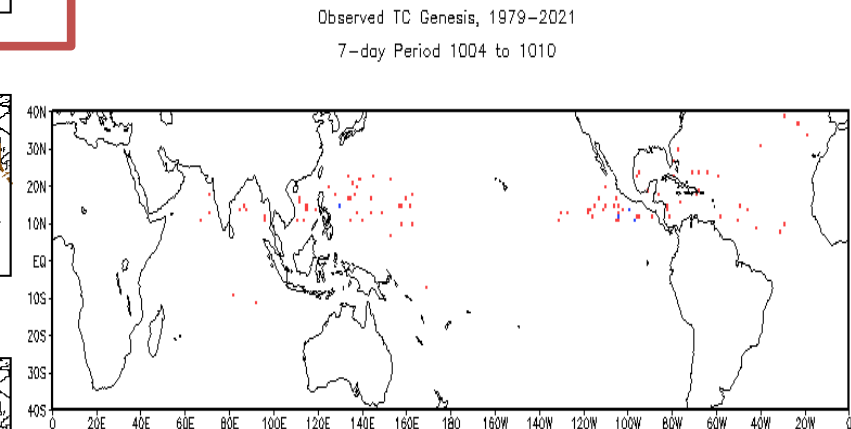 Observed TC Genesis, 1979-2021
7-day Period 1004 to 1010
40N
30N
20N
10N
EQ
10S
20S
30S
40S
0 20E 40E 60E 80E 100E 120E 140E 160E 180 160W 140W 120W 100W 80W 60W 40W 20W 0